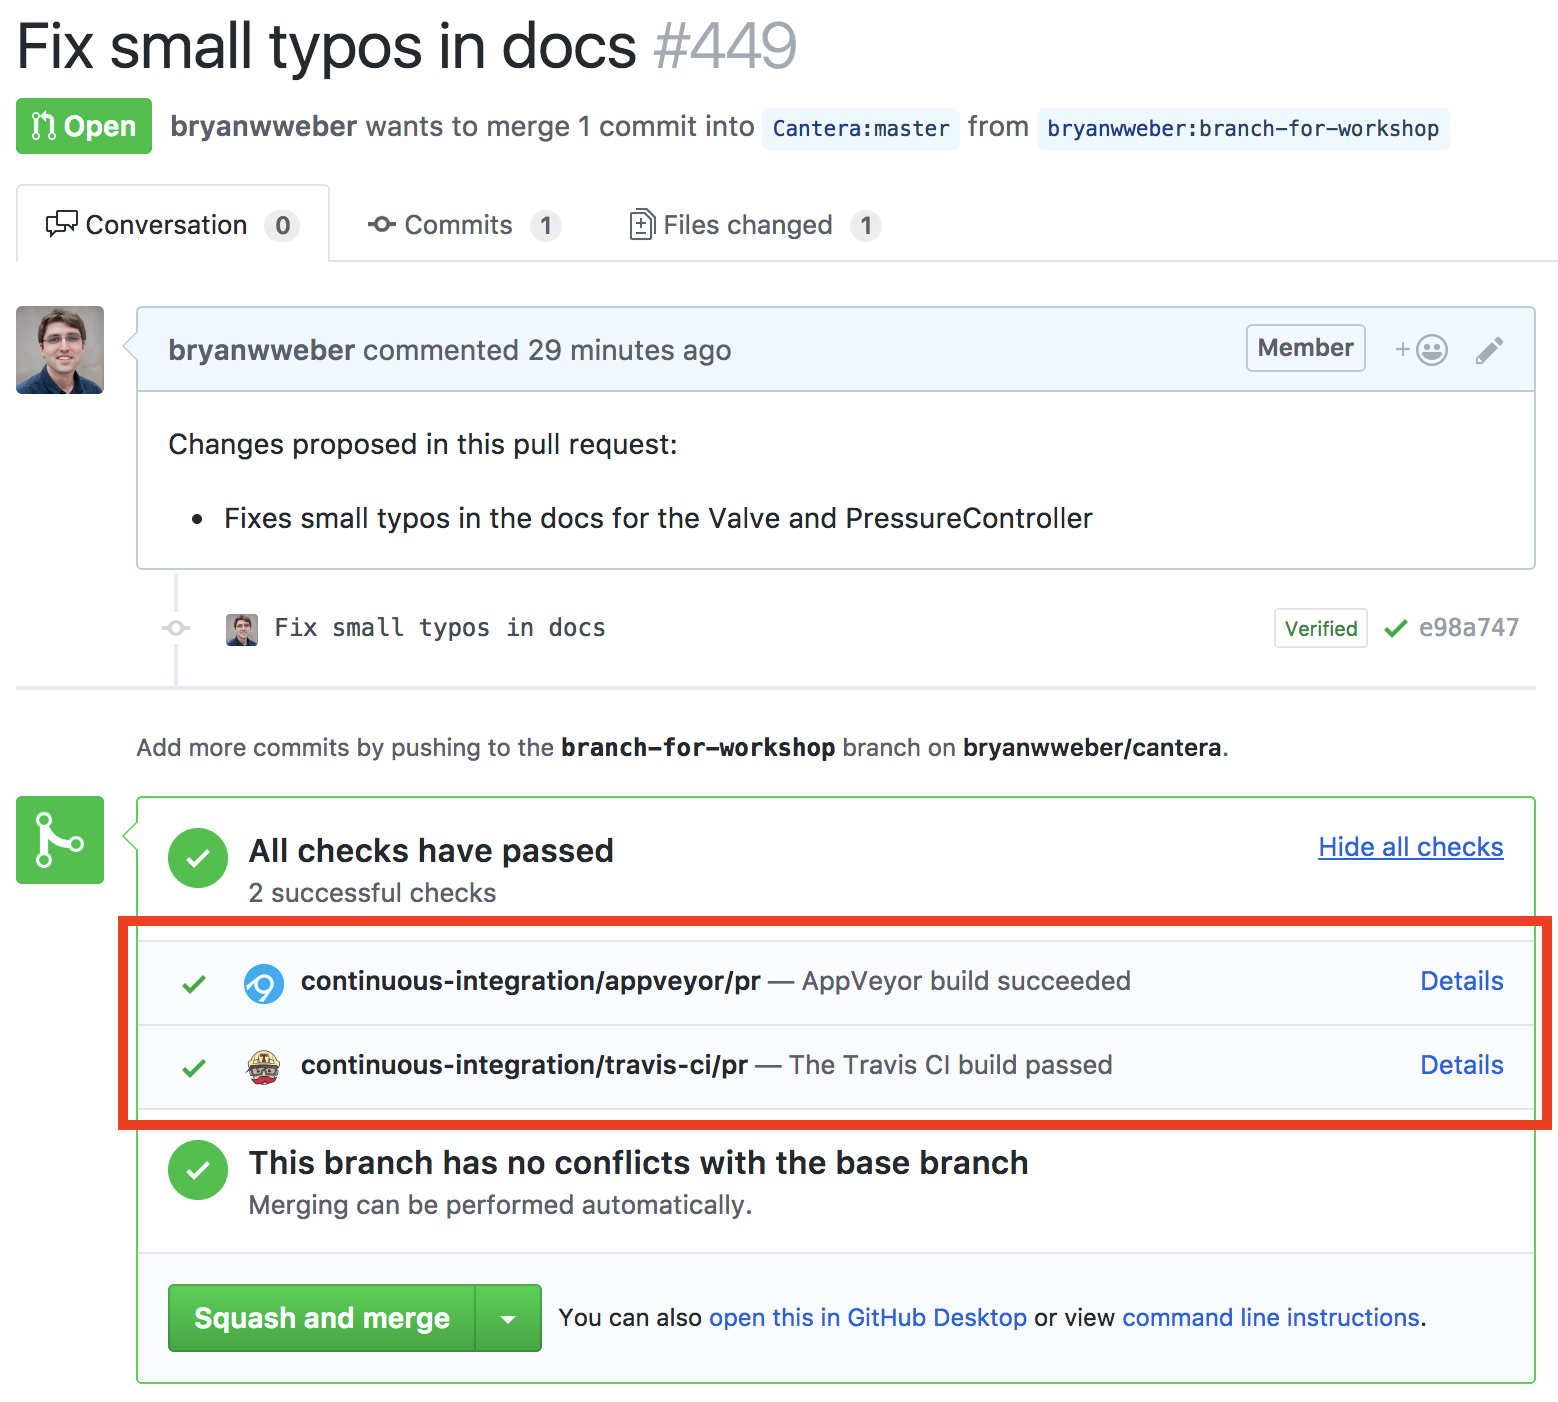 Fix small typos in docs #449
Open bryanwweber wants to merge 1 commit into Cantera:master from bryanwweber:branch-for-workshop
Conversation 0 Commits 1 Files changed 1
bryanwweber commented 29 minutes ago Member +
Changes proposed in this pull request:
• Fixes small typos in the docs for the Valve and PressureController
Fix small typos in docs Verified e98a747
Add more commits by pushing to the branch-for-workshop branch on bryanwweber/cantera.
All checks have passed Hide all checks
2 successful checks
continuous-integration/appveyor/pr — AppVeyor build succeeded Details
continuous-integration/travis-ci/pr — The Travis CI build passed Details
This branch has no conflicts with the base branch
Merging can be performed automatically.
Squash and merge You can also open this in GitHub Desktop or view command line instructions.